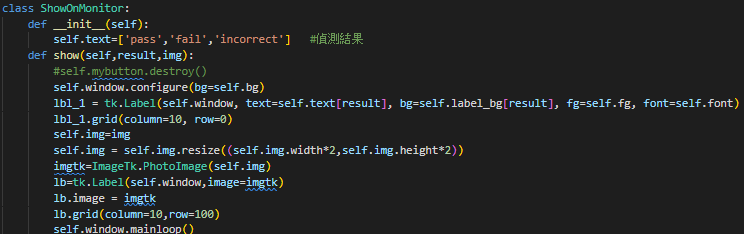 class ShowOnMonitor:
    def __init__(self):
        self.text=['pass','fail','incorrect']   #偵測結果
    def show(self,result,img):
        #self.mybutton.destroy()
        self.window.configure(bg=self.bg)
        lbl_1 = tk.Label(self.window, text=self.text[result], bg=self.label_bg[result], fg=self.fg, font=self.font)
        lbl_1.grid(column=10, row=0)
        self.img=img
        self.img = self.img.resize((self.img.width*2,self.img.height*2))
        imgtk=ImageTk.PhotoImage(self.img)
        lb=tk.Label(self.window,image=imgtk)
        lb.image = imgtk
        lb.grid(column=10,row=100)
        self.window.mainloop()